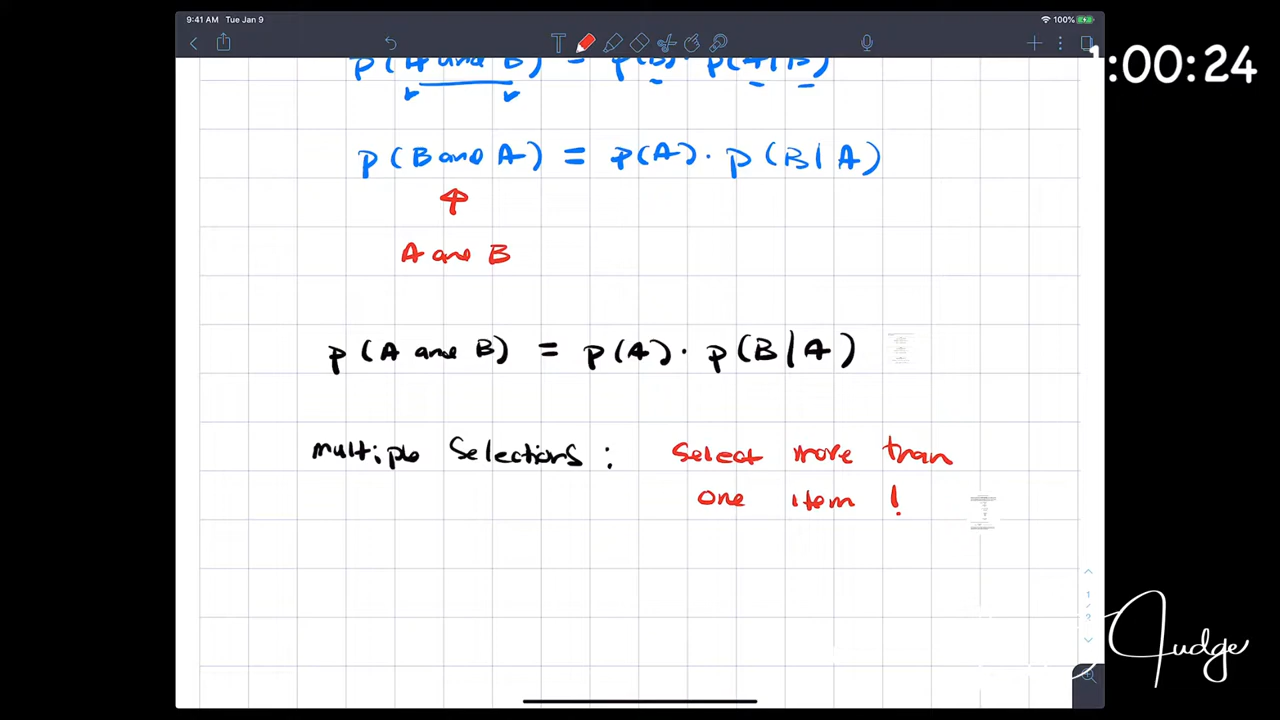 9:41 AM Tue Jan 9
100%
1:00:24
p(A and B) = p(B) · p(A|B)
p(B and A) = p(A) · p(B|A)
A and B
p(A and B) = p(A) · p(B|A)
multiple Selections : Select more than
one item !
Judge